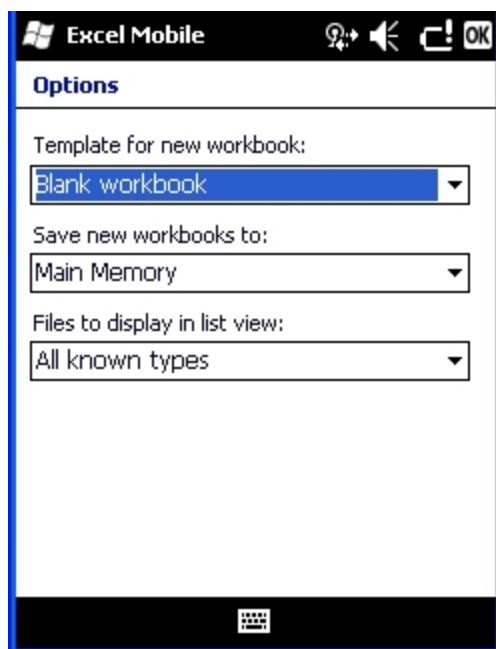 Excel Mobile OK
Options
Template for new workbook:
Blank workbook
Save new workbooks to:
Main Memory
Files to display in list view:
All known types